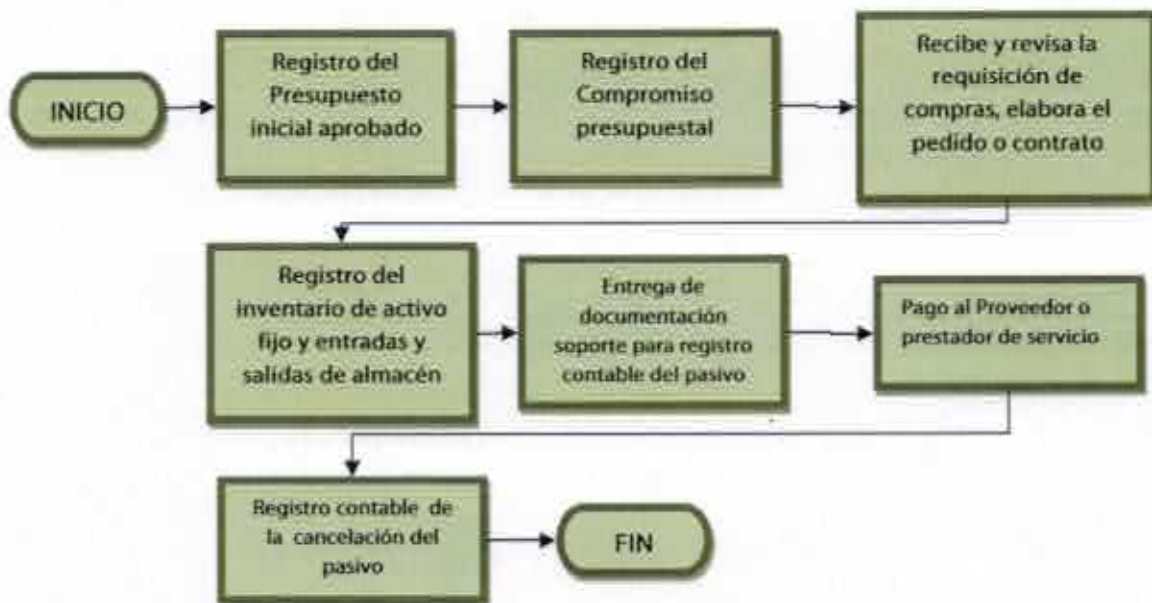 INICIO
Registro del
Presupuesto
inicial aprobado
Registro del
Compromiso
presupuestal
Recibe y revisa la
requisición de
compras, elabora el
pedido o contrato
Registro del
inventario de activo
fijo y entradas y
salidas de almacén
Entrega de
documentación
soporte para registro
contable del pasivo
Pago al Proveedor o
prestador de servicio
Registro contable de
la cancelación del
pasivo
FIN